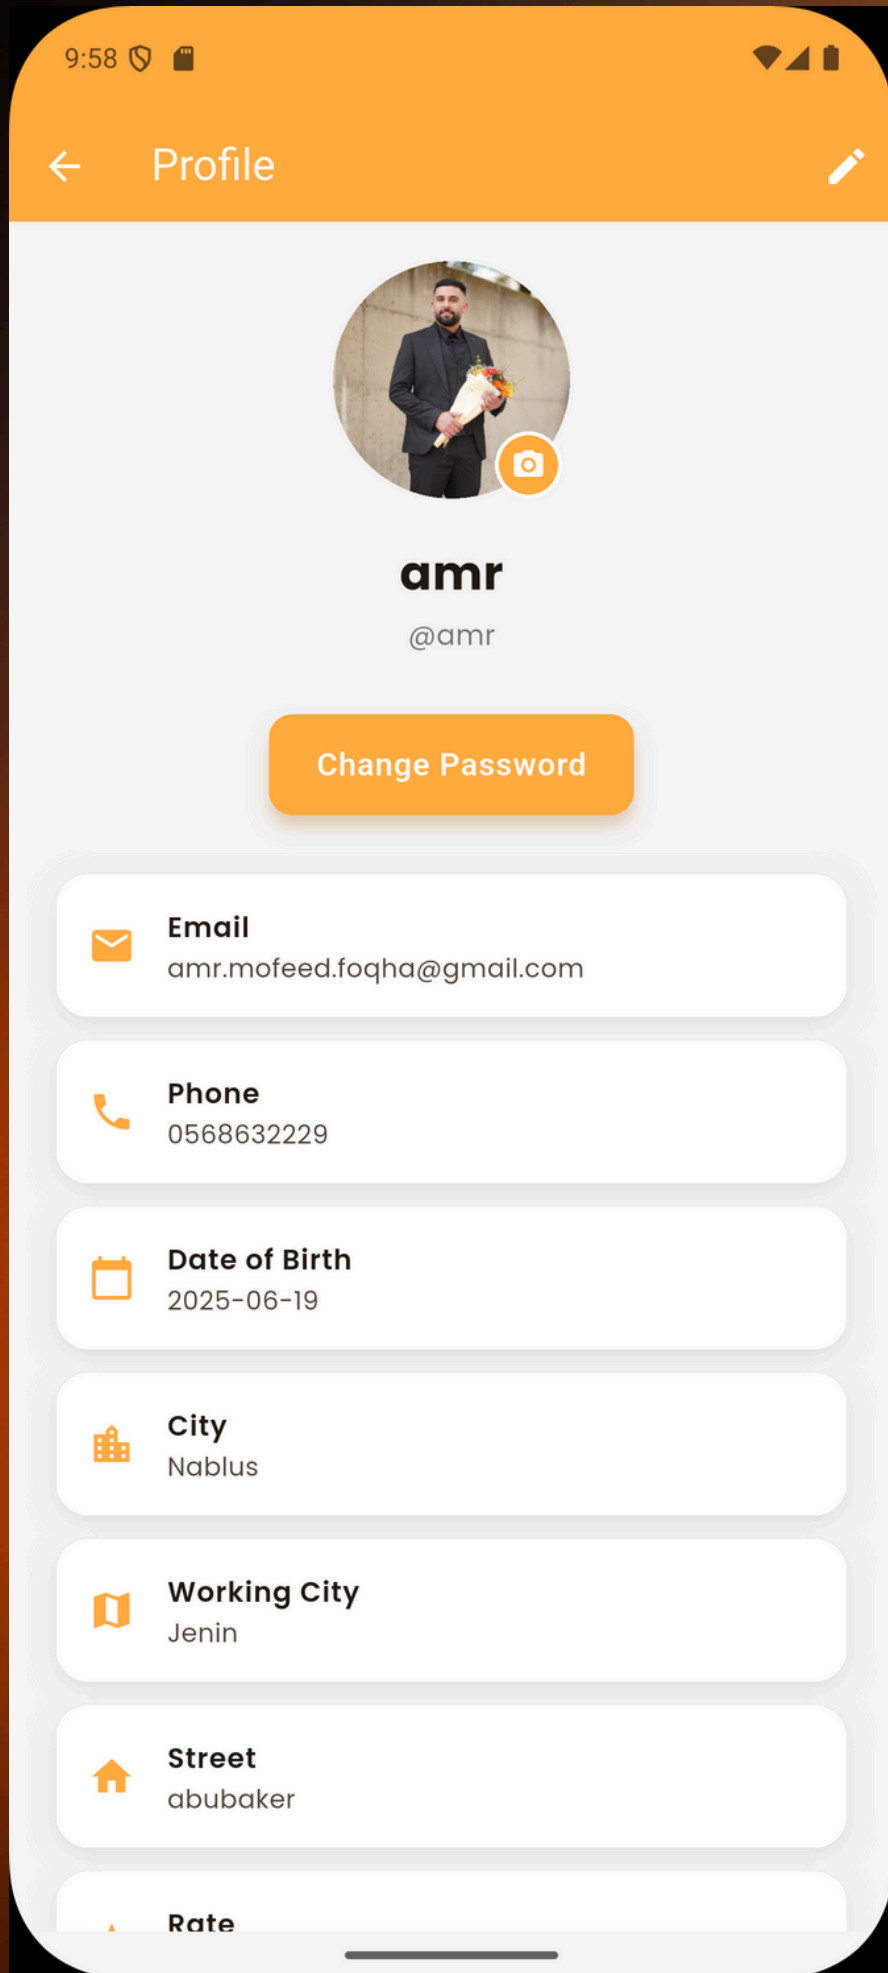 9:58
Profile
amr
@amr
Change Password
Email
amr.mofeed.foqha@gmail.com
Phone
0568632229
Date of Birth
2025-06-19
City
Nablus
Working City
Jenin
Street
abubaker
Rate